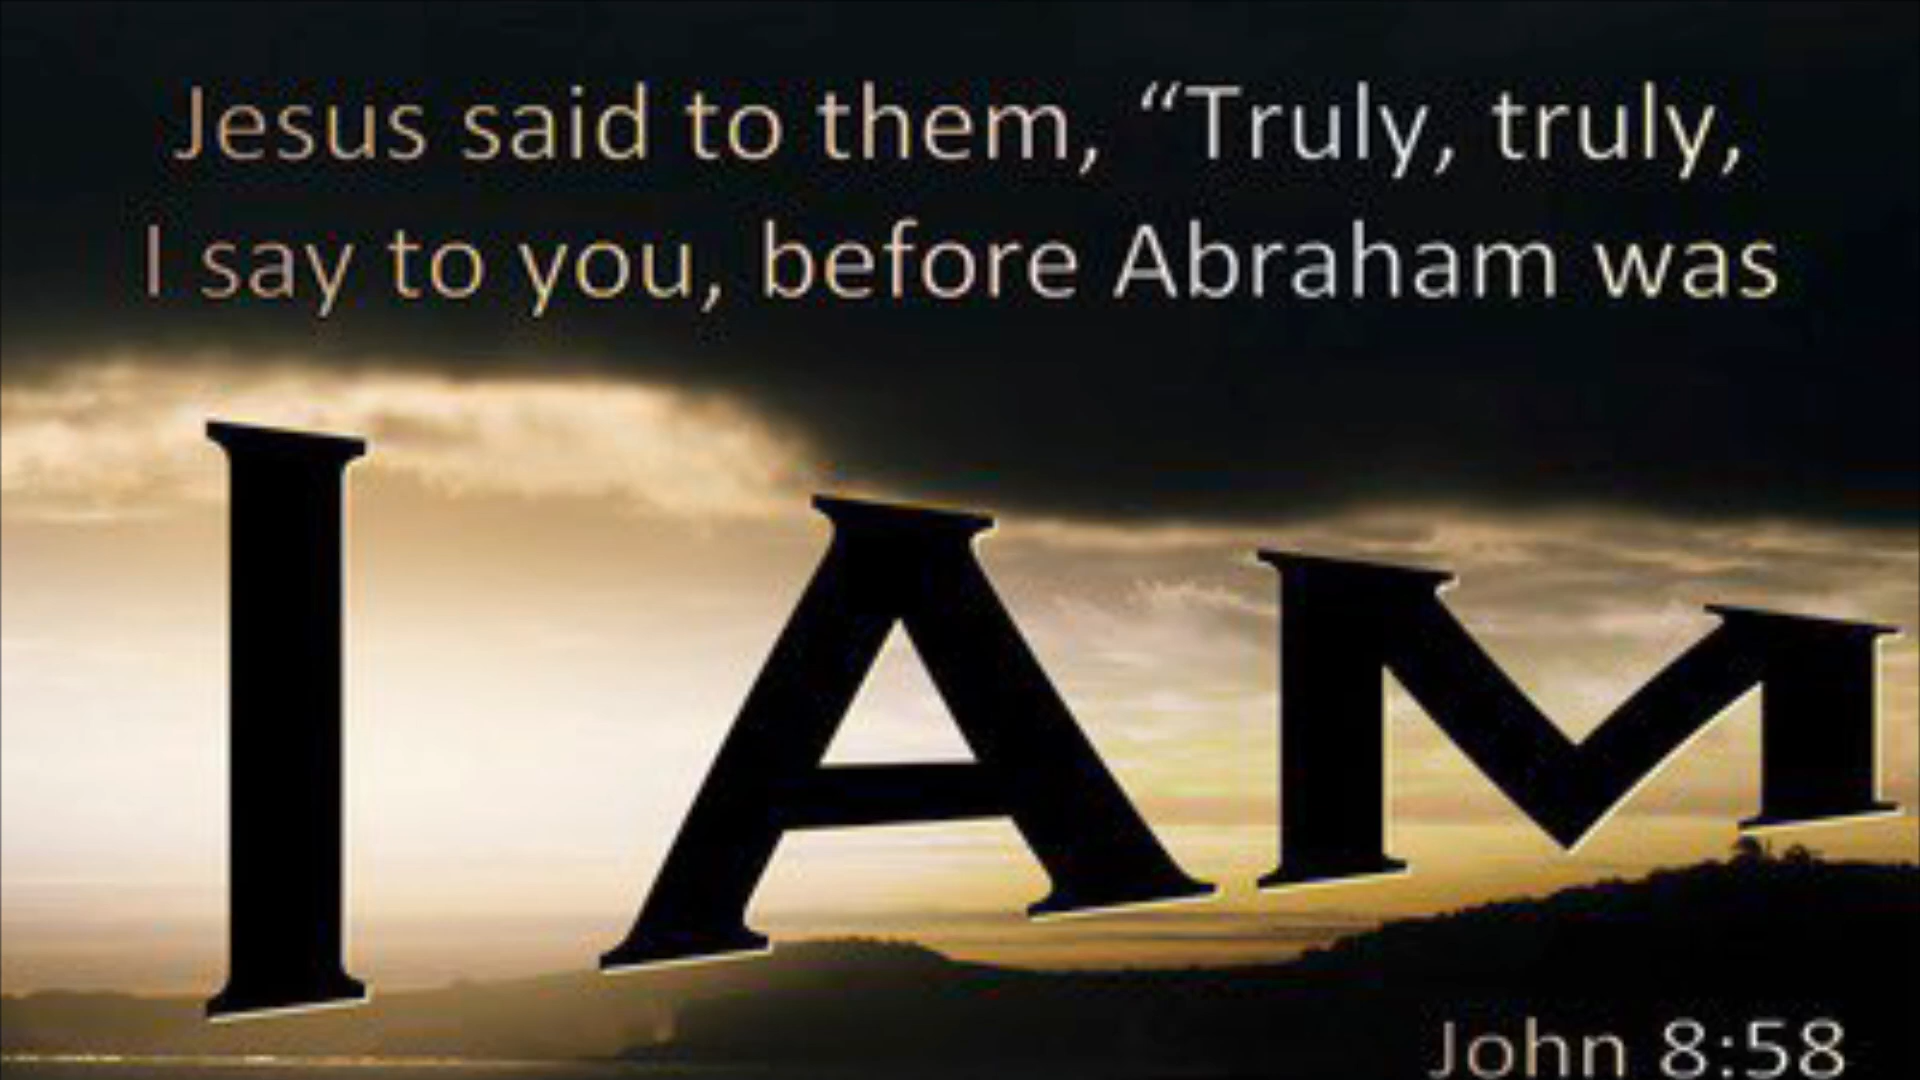 Jesus said to them, “Truly, truly,
I say to you, before Abraham was
I AM
John 8:58